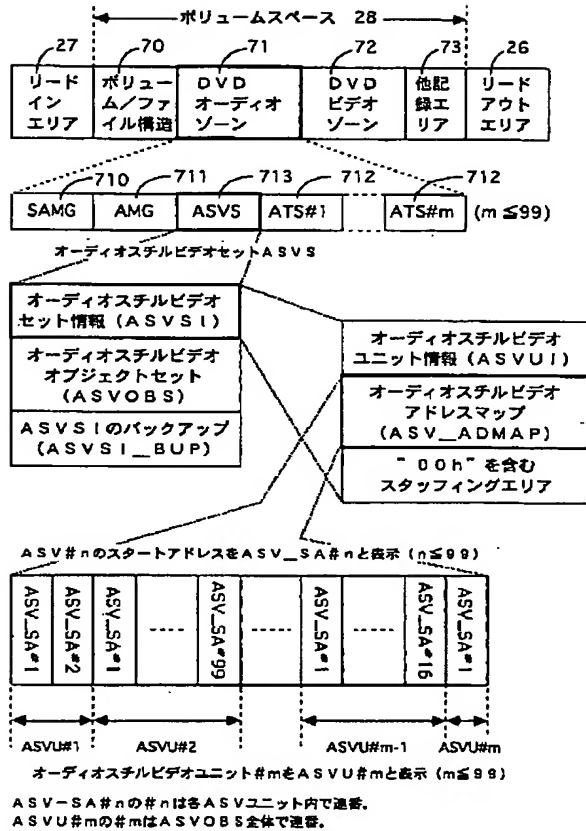 ボリュームスペース 28
27
70
71
72
73
26
リード
イン
エリア
ボリュー
ム/ファ
イル構造
DVD
オーディオ
ゾーン
DVD
ビデオ
ゾーン
他記
録エ
リア
リード
アウト
エリア
710
711
713
712
712
SAMG
AMG
ASVS
ATS#1
ATS#m
(m≦99)
オーディオスチルビデオセットASVS
オーディオスチルビデオ
セット情報(ASVSI)
オーディオスチルビデオ
オブジェクトセット
(ASVOBS)
ASVSIのバックアップ
(ASVSI_BUP)
オーディオスチルビデオ
ユニット情報(ASVUI)
オーディオスチルビデオ
アドレスマップ
(ASV_ADMAP)
"00h"を含む
スタッフィングエリア
ASV#nのスタートアドレスをASV_SA#nと表示(n≦99)
ASV_SA#1
ASV_SA#2
ASV_SA#1
ASV_SA#99
ASV_SA#1
ASV_SA#16
ASV_SA#1
ASVU#1
ASVU#2
ASVU#m-1
ASVU#m
オーディオスチルビデオユニット#mをASVU#mと表示(m≦99)
ASV-SA#nの#nは各ASVユニット内で連番。
ASVU#mの#mはASVOBS全体で連番。